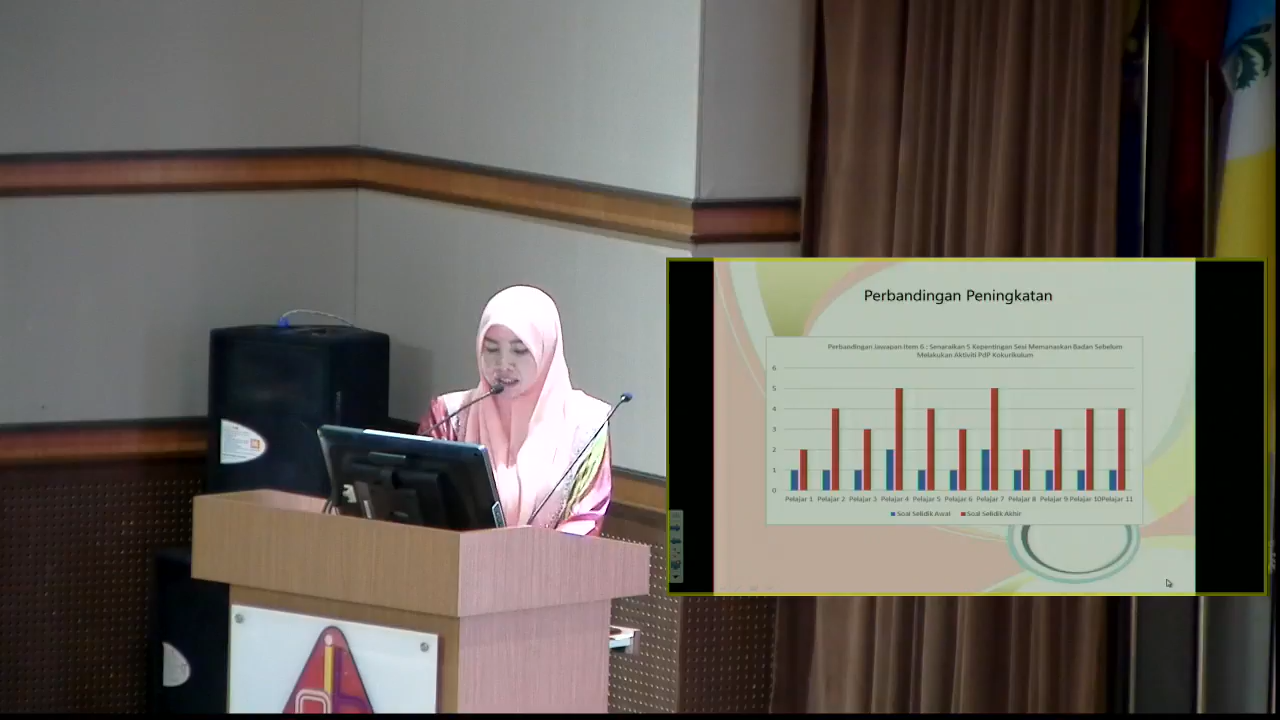 Perbandingan Peningkatan
Perbandingan Jawapan Item 6 : Senaraikan 5 Kepentingan Sesi Memanaskan Badan Sebelum
Melakukan Aktiviti PdP Kokurikulum
6
5
4
3
2
1
0
Pelajar 1 Pelajar 2 Pelajar 3 Pelajar 4 Pelajar 5 Pelajar 6 Pelajar 7 Pelajar 8 Pelajar 9 Pelajar 10 Pelajar 11
Soal Selidik Awal Soal Selidik Akhir